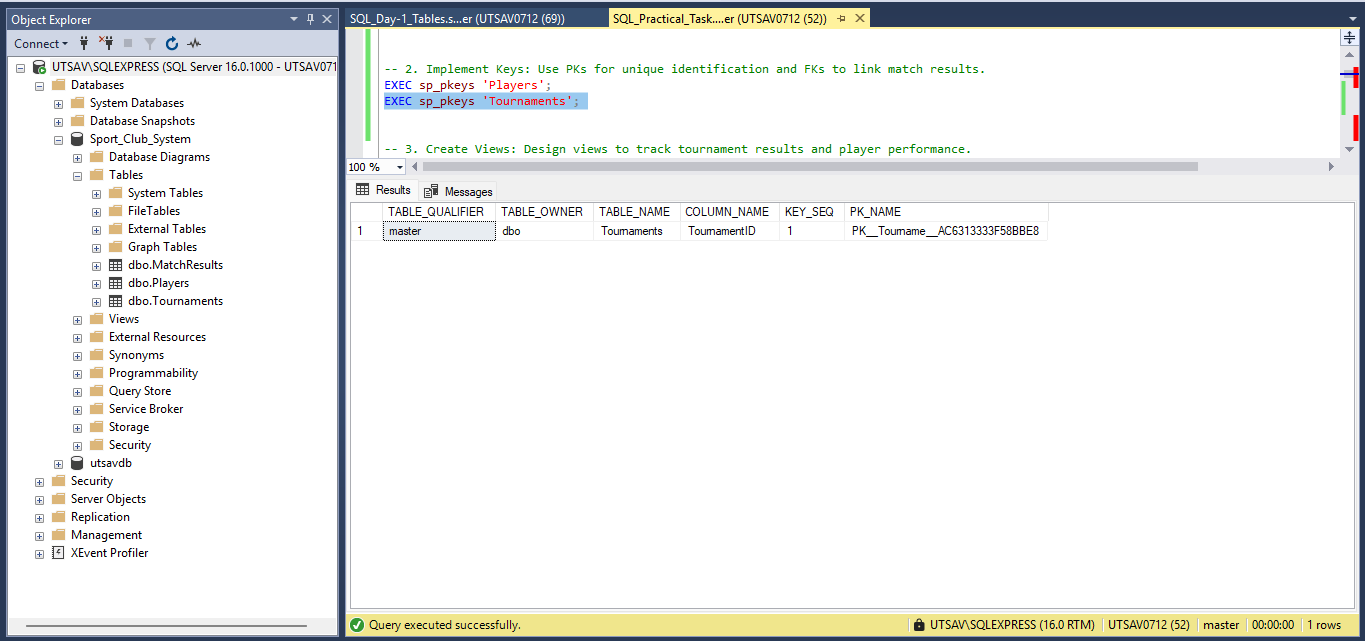 Object Explorer
Connect
UTSAV\SQLEXPRESS (SQL Server 16.0.1000 - UTSAV071
Databases
System Databases
Database Snapshots
Sport_Club_System
Database Diagrams
Tables
System Tables
FileTables
External Tables
Graph Tables
dbo.MatchResults
dbo.Players
dbo.Tournaments
Views
External Resources
Synonyms
Programmability
Query Store
Service Broker
Storage
Security
utsavdb
Security
Server Objects
Replication
Management
XEvent Profiler
SQL_Day-1_Tables.s...er (UTSAV0712 (69)) SQL_Practical_Task....er (UTSAV0712 (52))
-- 2. Implement Keys: Use PKs for unique identification and FKs to link match results.
EXEC sp_pkeys 'Players';
EXEC sp_pkeys 'Tournaments';
-- 3. Create Views: Design views to track tournament results and player performance.
100 %
Results Messages
TABLE_QUALIFIER TABLE_OWNER TABLE_NAME COLUMN_NAME KEY_SEQ PK_NAME
1 master dbo Tournaments TournamentID 1 PK__Tourname__AC6313333F58BBE8
Query executed successfully. UTSAV\SQLEXPRESS (16.0 RTM) UTSAV0712 (52) master 00:00:00 1 rows